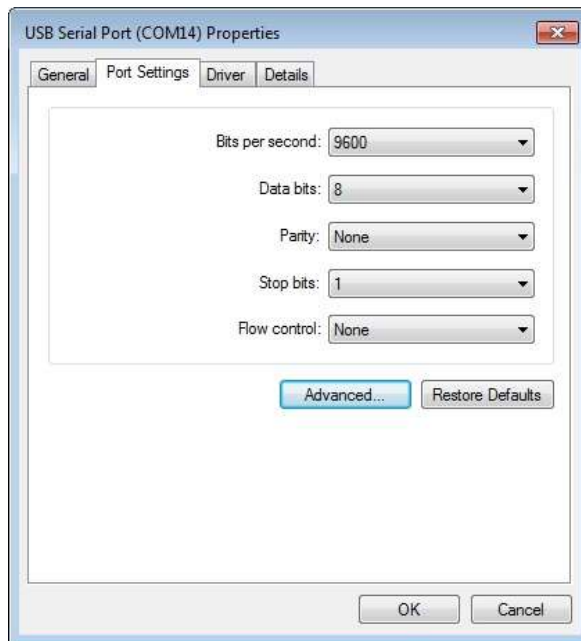 USB Serial Port (COM14) Properties
General Port Settings Driver Details
Bits per second: 9600
Data bits: 8
Parity: None
Stop bits: 1
Flow control: None
Advanced... Restore Defaults
OK Cancel